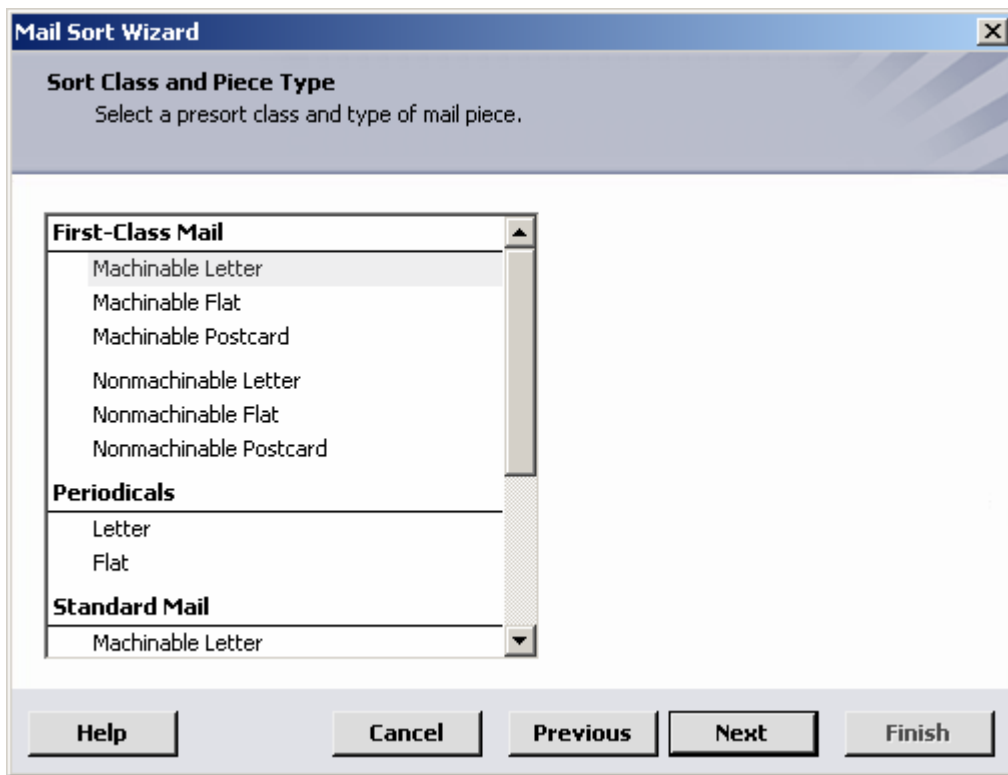 Mail Sort Wizard
Sort Class and Piece Type
Select a presort class and type of mail piece.
First-Class Mail
Machinable Letter
Machinable Flat
Machinable Postcard
Nonmachinable Letter
Nonmachinable Flat
Nonmachinable Postcard
Periodicals
Letter
Flat
Standard Mail
Machinable Letter
Help Cancel Previous Next Finish